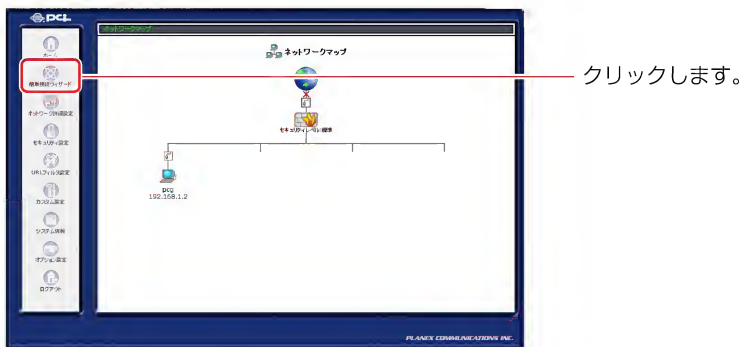 PCi
ネットワークマップ
ホーム
簡単接続ウィザード
ネットワーク詳細設定
セキュリティ設定
URLフィルタ設定
カスタム設定
システム情報
オプション設定
ログアウト
ネットワークマップ
セキュリティレベル:標準
pcg
192.168.1.2
PLANEX COMMUNICATIONS INC.
クリックします。